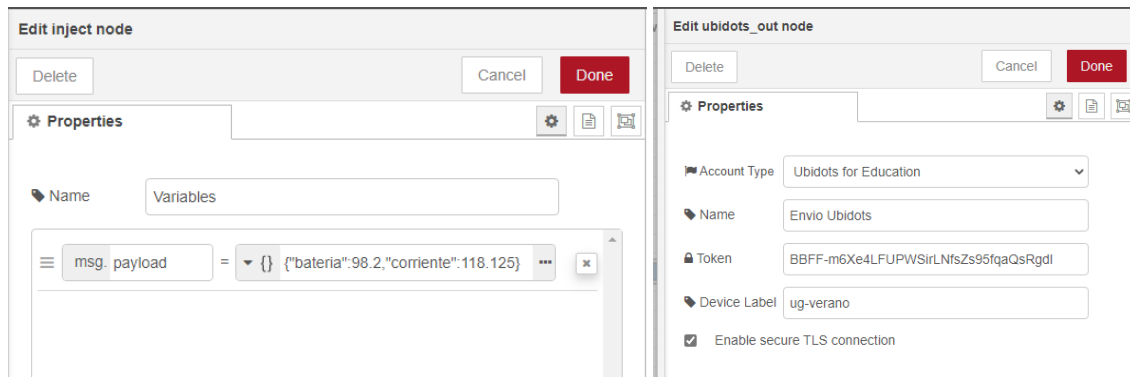 Edit inject node
Delete
Cancel
Done
Properties
Name
Variables
msg. payload = {} {"bateria":98.2,"corriente":118.125} ...
Edit ubidots_out node
Delete
Cancel
Done
Properties
Account Type
Ubidots for Education
Name
Envio Ubidots
Token
BBFF-m6Xe4LFUPWSirLNfsZs95fqaQsRgdI
Device Label
ug-verano
Enable secure TLS connection